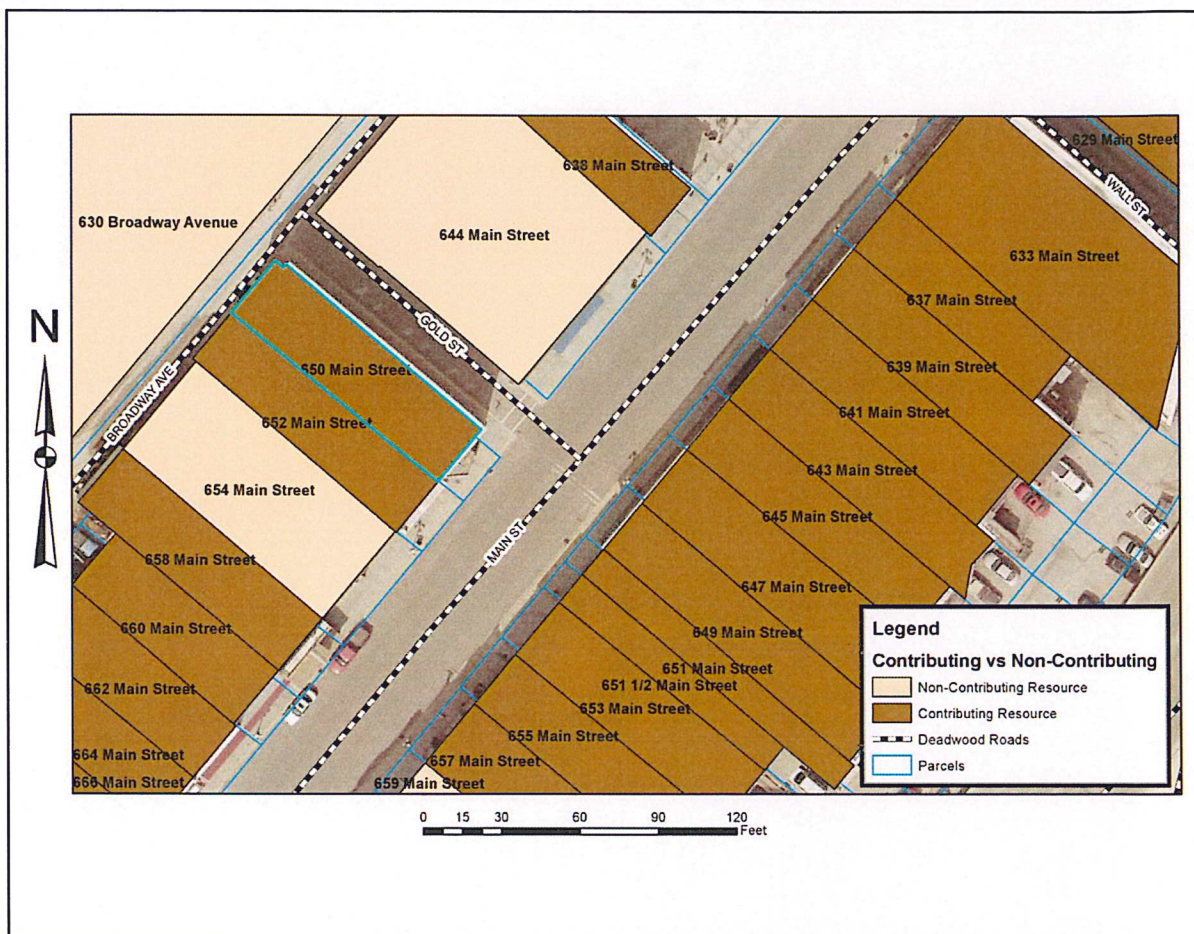 629 Main Street
638 Main Street
WALL ST
630 Broadway Avenue
644 Main Street
633 Main Street
637 Main Street
N
GOLD ST
639 Main Street
650 Main Street
BROADWAY AVE
641 Main Street
652 Main Street
643 Main Street
654 Main Street
645 Main Street
MAIN ST
658 Main Street
647 Main Street
660 Main Street
649 Main Street
651 Main Street
651 1/2 Main Street
662 Main Street
653 Main Street
655 Main Street
664 Main Street
657 Main Street
666 Main Street
659 Main Street
Legend
Contributing vs Non-Contributing
Non-Contributing Resource
Contributing Resource
Deadwood Roads
Parcels
0 15 30 60 90 120
Feet